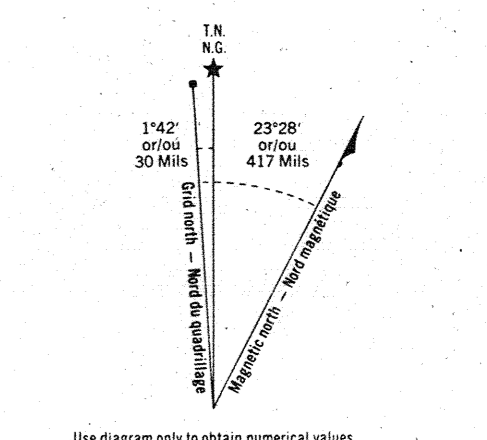 T.N.
N.G.
1°42'
or/où
30 Mils
23°28'
or/ou
417 Mils
Grid north — Nord du quadrillage
Magnetic north — Nord magnétique
Use diagram only to obtain numerical values